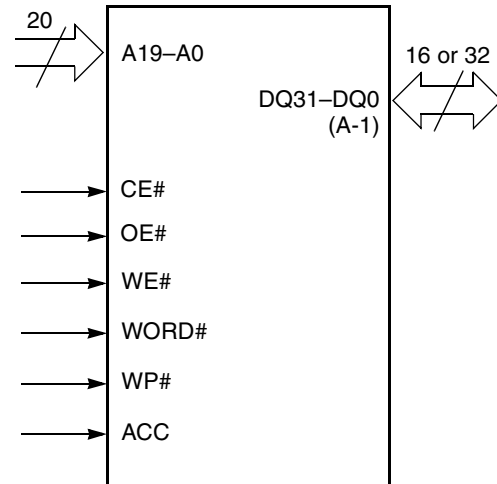 20
A19–A0
16 or 32
DQ31–DQ0
(A-1)
CE#
OE#
WE#
WORD#
WP#
ACC